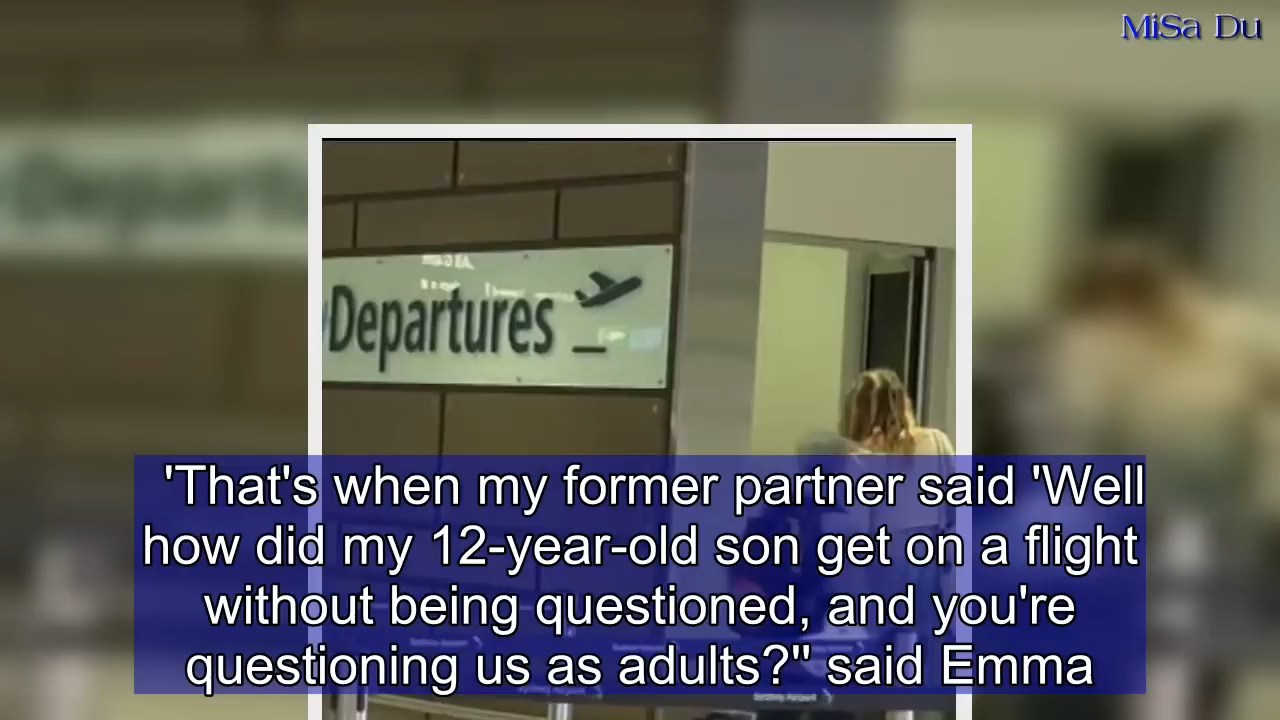 MiSa Du
Departures
'That's when my former partner said 'Well
how did my 12-year-old son get on a flight
without being questioned, and you're
questioning us as adults?'' said Emma